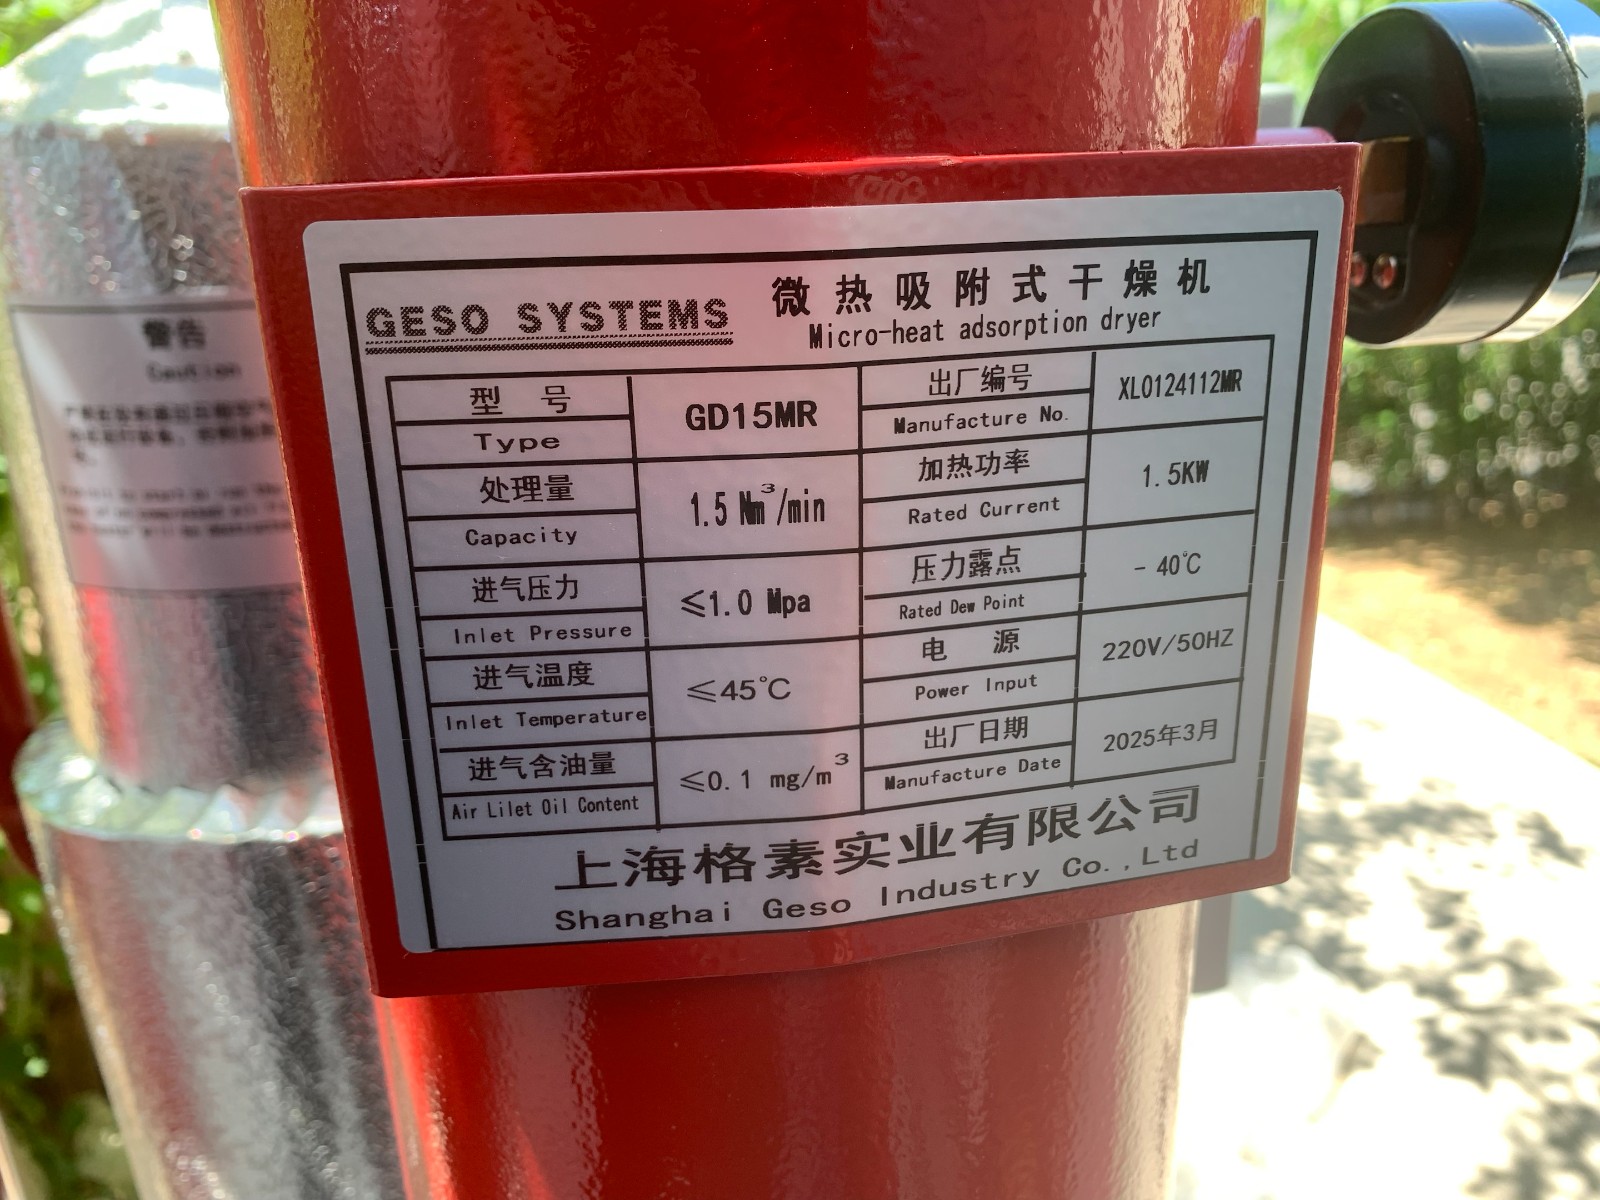 GESO SYSTEMS
微热吸附式干燥机
Micro-heat adsorption dryer
型 号
Type
GD15MR
出厂编号
Manufacture No.
XL0124112MR
处理量
Capacity
1.5 Nm³/min
加热功率
Rated Current
1.5KW
进气压力
Inlet Pressure
≤1.0 Mpa
压力露点
Rated Dew Point
- 40℃
进气温度
Inlet Temperature
≤45℃
电 源
Power Input
220V/50HZ
进气含油量
Air Lilet Oil Content
≤0.1 mg/m³
出厂日期
Manufacture Date
2025年3月
上海格素实业有限公司
Shanghai Geso Industry Co.,Ltd
警告
Caution